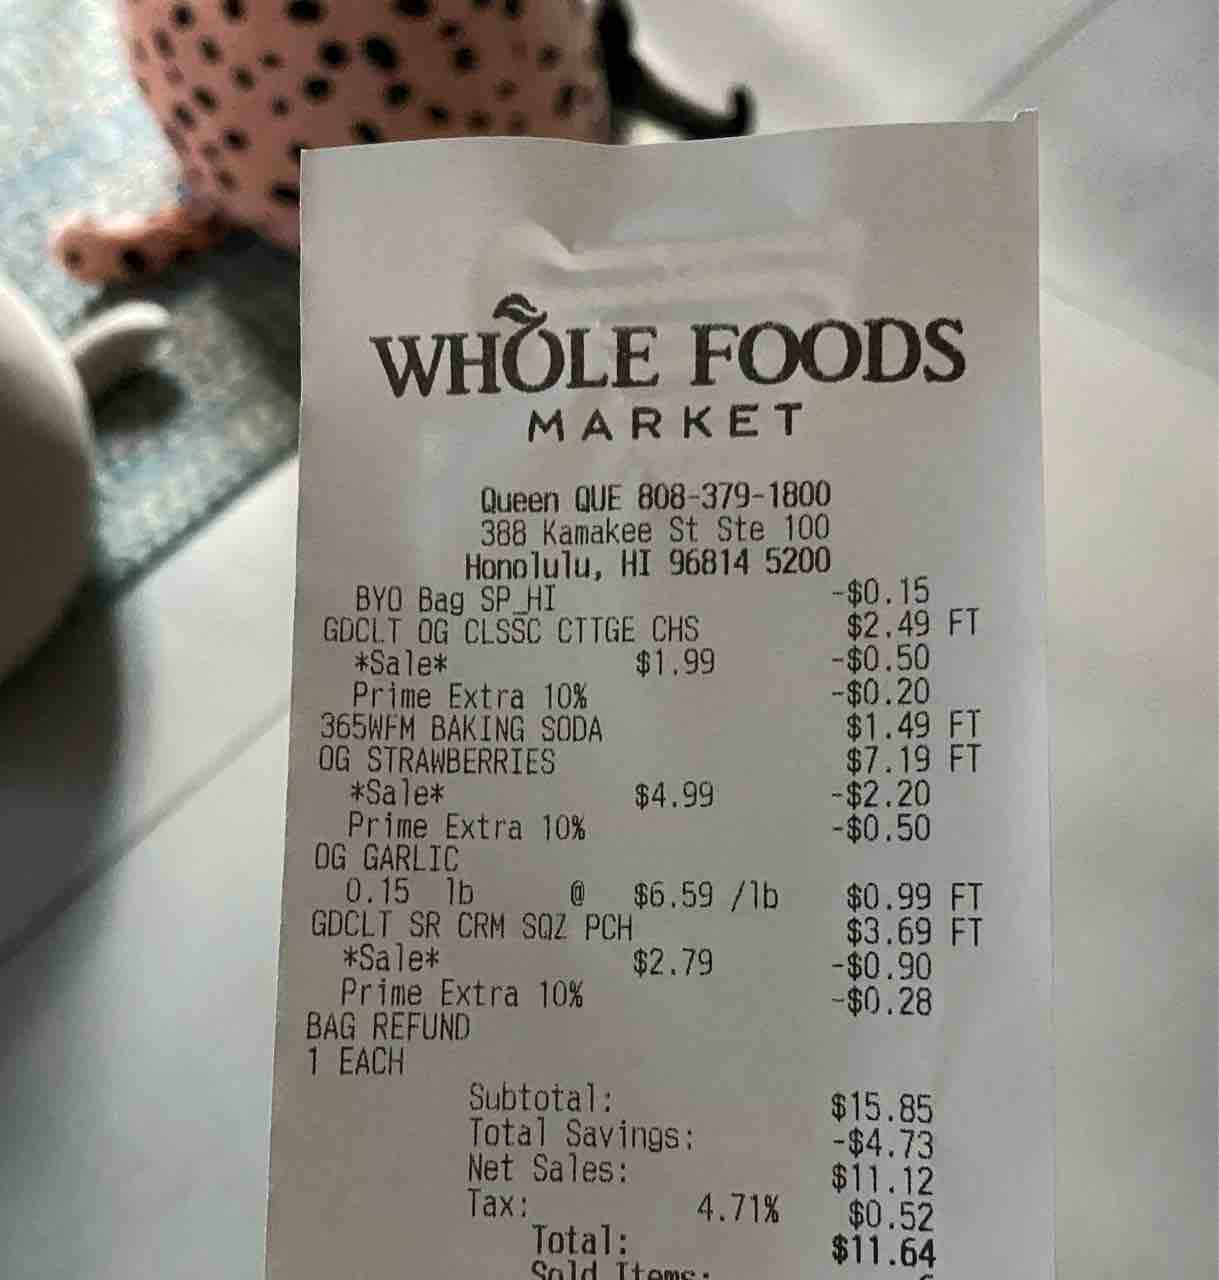 WHOLE FOODS
MARKET
Queen QUE 808-379-1800
388 Kamakee St Ste 100
Honolulu, HI 96814 5200
BYO Bag SP_HI -$0.15
GDCLT OG CLSSC CTTGE CHS $2.49 FT
*Sale* $1.99 -$0.50
Prime Extra 10% -$0.20
365WFM BAKING SODA $1.49 FT
OG STRAWBERRIES $7.19 FT
*Sale* $4.99 -$2.20
Prime Extra 10% -$0.50
OG GARLIC
0.15 lb @ $6.59 /lb $0.99 FT
GDCLT SR CRM SQZ PCH $3.69 FT
*Sale* $2.79 -$0.90
Prime Extra 10% -$0.28
BAG REFUND
1 EACH
Subtotal: $15.85
Total Savings: -$4.73
Net Sales: $11.12
Tax: 4.71% $0.52
Total: $11.64
Sold Items: